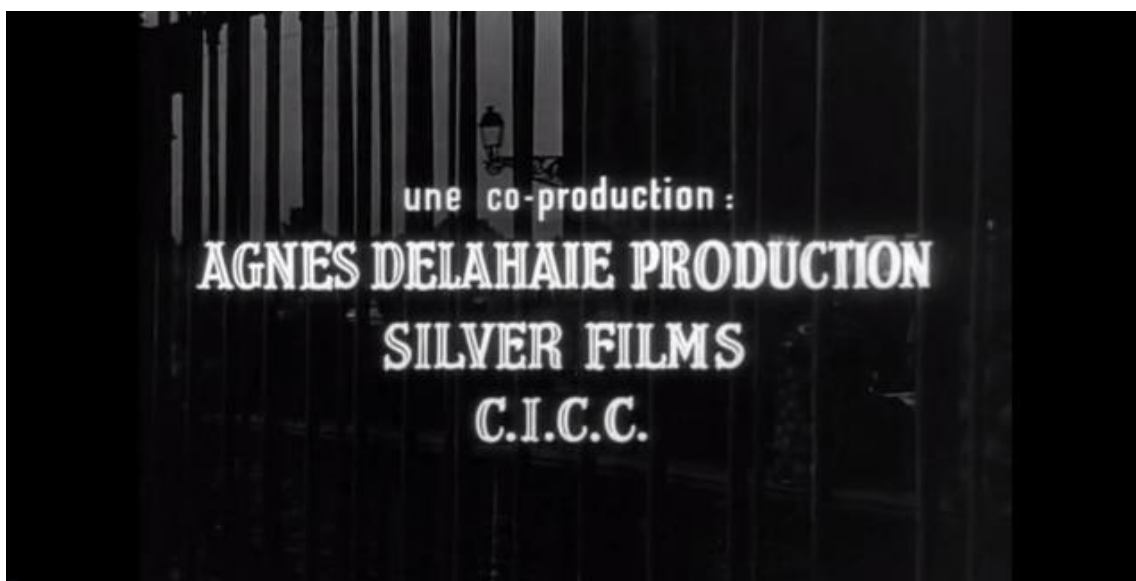 une co-production :
AGNES DELAHAIE PRODUCTION
SILVER FILMS
C.I.C.C.